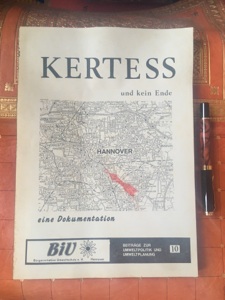 KERTESS
und kein Ende
HANNOVER
eine Dokumentation
BIU
BEITRÄGE ZUR
UMWELTPOLITIK UND
UMWELTPLANUNG
10